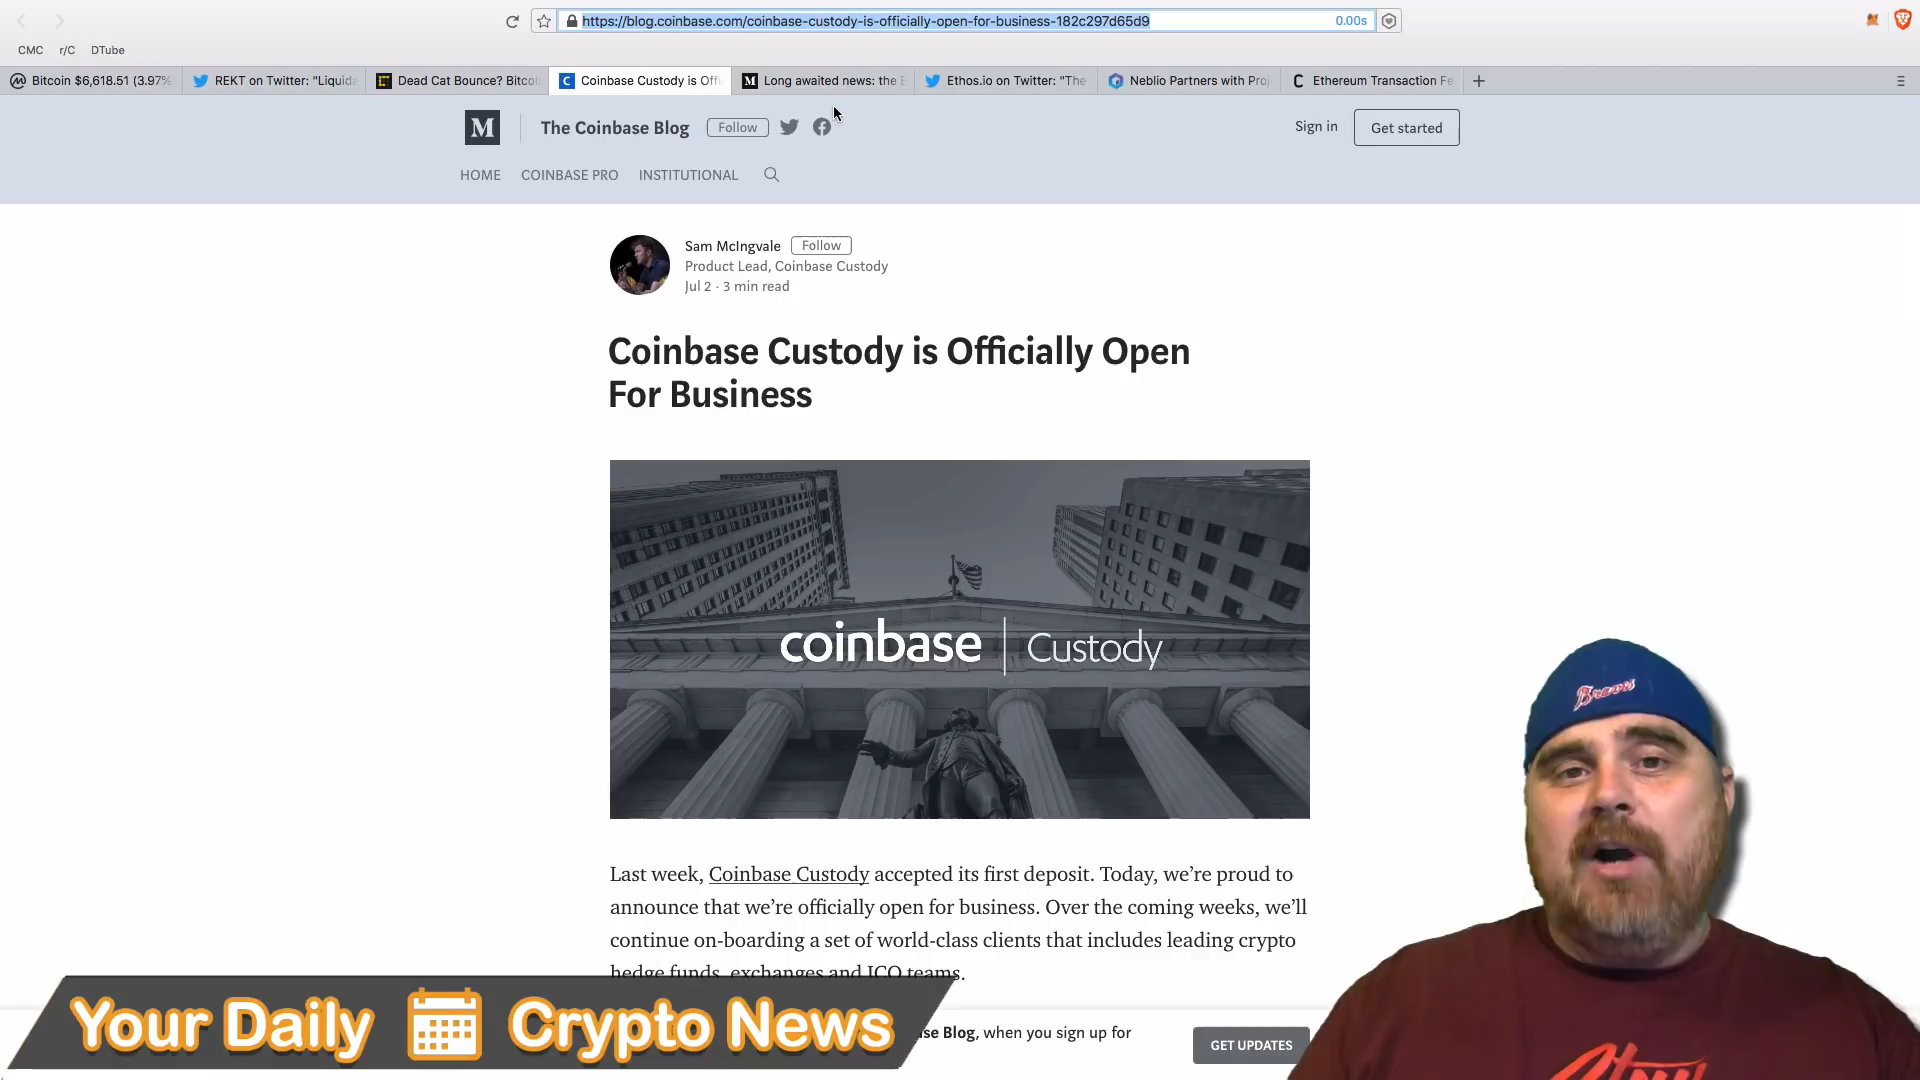 https://blog.coinbase.com/coinbase-custody-is-officially-open-for-business-182c297d65d9
0.00s
CMC r/C DTube
Bitcoin $6,618.51 (3.97%
REKT on Twitter: "Liquida
Dead Cat Bounce? Bitcoi
Coinbase Custody is Offi
Long awaited news: the E
Ethos.io on Twitter: "The
Neblio Partners with Proj
Ethereum Transaction Fe
M
The Coinbase Blog
Follow
Sign in
Get started
HOME COINBASE PRO INSTITUTIONAL
Sam McIngvale
Follow
Product Lead, Coinbase Custody
Jul 2 · 3 min read
Coinbase Custody is Officially Open
For Business
coinbase | Custody
Last week, Coinbase Custody accepted its first deposit. Today, we’re proud to
announce that we’re officially open for business. Over the coming weeks, we’ll
continue on-boarding a set of world-class clients that includes leading crypto
hedge funds, exchanges and ICO teams.
Your Daily Crypto News
se Blog, when you sign up for
GET UPDATES
Braves